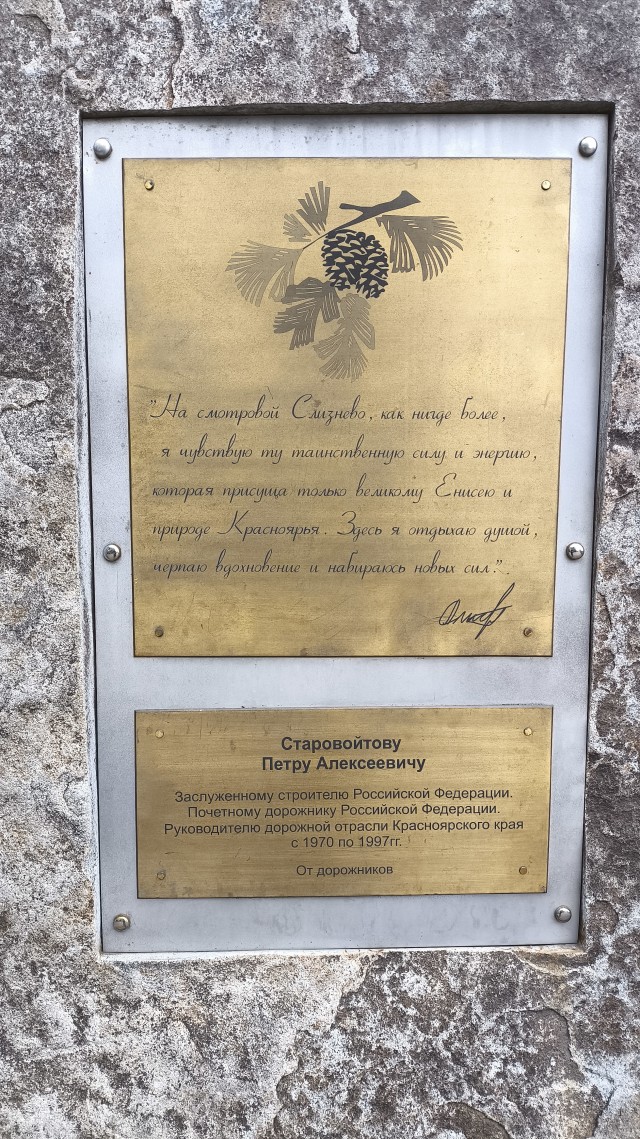 "На смотровой Слизнево, как нигде более,
я чувствую ту таинственную силу и энергию,
которая присуща только великому Енисею и
природе Красноярья. Здесь я отдыхаю душой,
черпаю вдохновение и набираюсь новых сил.".
Старовойтову
Петру Алексеевичу
Заслуженному строителю Российской Федерации.
Почетному дорожнику Российской Федерации.
Руководителю дорожной отрасли Красноярского края
с 1970 по 1997гг.
От дорожников